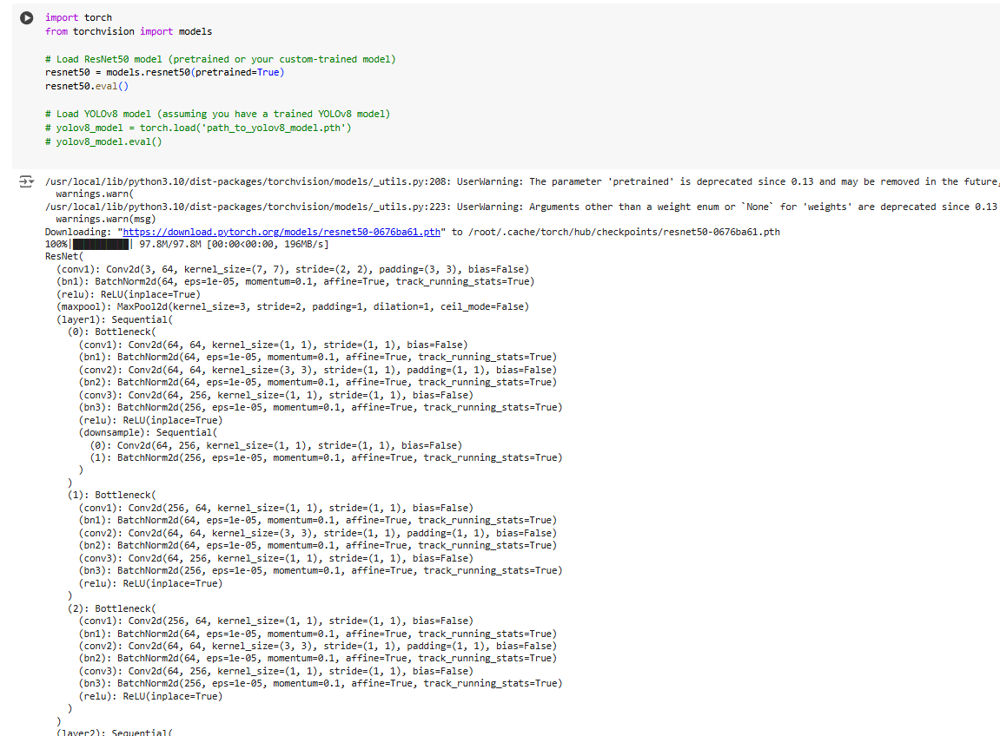 import torch
from torchvision import models
# Load ResNet50 model (pretrained or your custom-trained model)
resnet50 = models.resnet50(pretrained=True)
resnet50.eval()
# Load YOLOv8 model (assuming you have a trained YOLOv8 model)
# yolov8_model = torch.load('path_to_yolov8_model.pth')
# yolov8_model.eval()
/usr/local/lib/python3.10/dist-packages/torchvision/models/_utils.py:208: UserWarning: The parameter 'pretrained' is deprecated since 0.13 and may be removed in the future,
  warnings.warn(
/usr/local/lib/python3.10/dist-packages/torchvision/models/_utils.py:223: UserWarning: Arguments other than a weight enum or `None` for 'weights' are deprecated since 0.13
  warnings.warn(msg)
Downloading: "https://download.pytorch.org/models/resnet50-0676ba61.pth" to /root/.cache/torch/hub/checkpoints/resnet50-0676ba61.pth
100%|██████████| 97.8M/97.8M [00:00<00:00, 196MB/s]
ResNet(
  (conv1): Conv2d(3, 64, kernel_size=(7, 7), stride=(2, 2), padding=(3, 3), bias=False)
  (bn1): BatchNorm2d(64, eps=1e-05, momentum=0.1, affine=True, track_running_stats=True)
  (relu): ReLU(inplace=True)
  (maxpool): MaxPool2d(kernel_size=3, stride=2, padding=1, dilation=1, ceil_mode=False)
  (layer1): Sequential(
    (0): Bottleneck(
      (conv1): Conv2d(64, 64, kernel_size=(1, 1), stride=(1, 1), bias=False)
      (bn1): BatchNorm2d(64, eps=1e-05, momentum=0.1, affine=True, track_running_stats=True)
      (conv2): Conv2d(64, 64, kernel_size=(3, 3), stride=(1, 1), padding=(1, 1), bias=False)
      (bn2): BatchNorm2d(64, eps=1e-05, momentum=0.1, affine=True, track_running_stats=True)
      (conv3): Conv2d(64, 256, kernel_size=(1, 1), stride=(1, 1), bias=False)
      (bn3): BatchNorm2d(256, eps=1e-05, momentum=0.1, affine=True, track_running_stats=True)
      (relu): ReLU(inplace=True)
      (downsample): Sequential(
        (0): Conv2d(64, 256, kernel_size=(1, 1), stride=(1, 1), bias=False)
        (1): BatchNorm2d(256, eps=1e-05, momentum=0.1, affine=True, track_running_stats=True)
      )
    )
    (1): Bottleneck(
      (conv1): Conv2d(256, 64, kernel_size=(1, 1), stride=(1, 1), bias=False)
      (bn1): BatchNorm2d(64, eps=1e-05, momentum=0.1, affine=True, track_running_stats=True)
      (conv2): Conv2d(64, 64, kernel_size=(3, 3), stride=(1, 1), padding=(1, 1), bias=False)
      (bn2): BatchNorm2d(64, eps=1e-05, momentum=0.1, affine=True, track_running_stats=True)
      (conv3): Conv2d(64, 256, kernel_size=(1, 1), stride=(1, 1), bias=False)
      (bn3): BatchNorm2d(256, eps=1e-05, momentum=0.1, affine=True, track_running_stats=True)
      (relu): ReLU(inplace=True)
    )
    (2): Bottleneck(
      (conv1): Conv2d(256, 64, kernel_size=(1, 1), stride=(1, 1), bias=False)
      (bn1): BatchNorm2d(64, eps=1e-05, momentum=0.1, affine=True, track_running_stats=True)
      (conv2): Conv2d(64, 64, kernel_size=(3, 3), stride=(1, 1), padding=(1, 1), bias=False)
      (bn2): BatchNorm2d(64, eps=1e-05, momentum=0.1, affine=True, track_running_stats=True)
      (conv3): Conv2d(64, 256, kernel_size=(1, 1), stride=(1, 1), bias=False)
      (bn3): BatchNorm2d(256, eps=1e-05, momentum=0.1, affine=True, track_running_stats=True)
      (relu): ReLU(inplace=True)
    )
  )
  (layer2): Sequential(